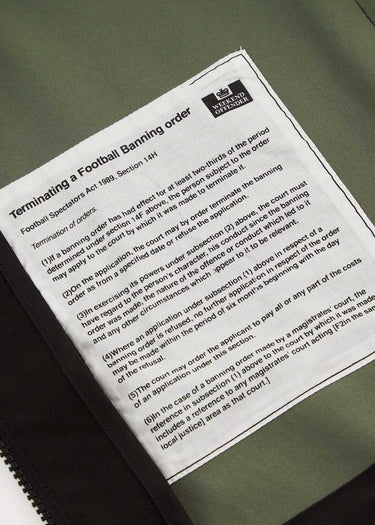 WEEKEND
OFFENDER
Terminating a Football Banning order
Football Spectators Act 1989, Section 14H
Termination of orders.
(1)If a banning order has had effect for at least two-thirds of the period
determined under section 14F above, the person subject to the order
may apply to the court by which it was made to terminate it.
(2)On the application, the court may by order terminate the banning
order as from a specified date or refuse the application.
(3)In exercising its powers under subsection (2) above, the court must
have regard to the person's character, his conduct since the banning
order was made, the nature of the offence or conduct which led to it
and any other circumstances which appear to it to be relevant.
(4)Where an application under subsection (1) above in respect of a
banning order is refused, no further application in respect of the order
may be made within the period of six months beginning with the day
of the refusal.
(5)The court may order the applicant to pay all or any part of the costs
of an application under this section.
(6)In the case of a banning order made by a magistrates' court, the
reference in subsection (1) above to the court by which it was made
includes a reference to any magistrates' court acting [F2in the same
local justice] area as that court.]